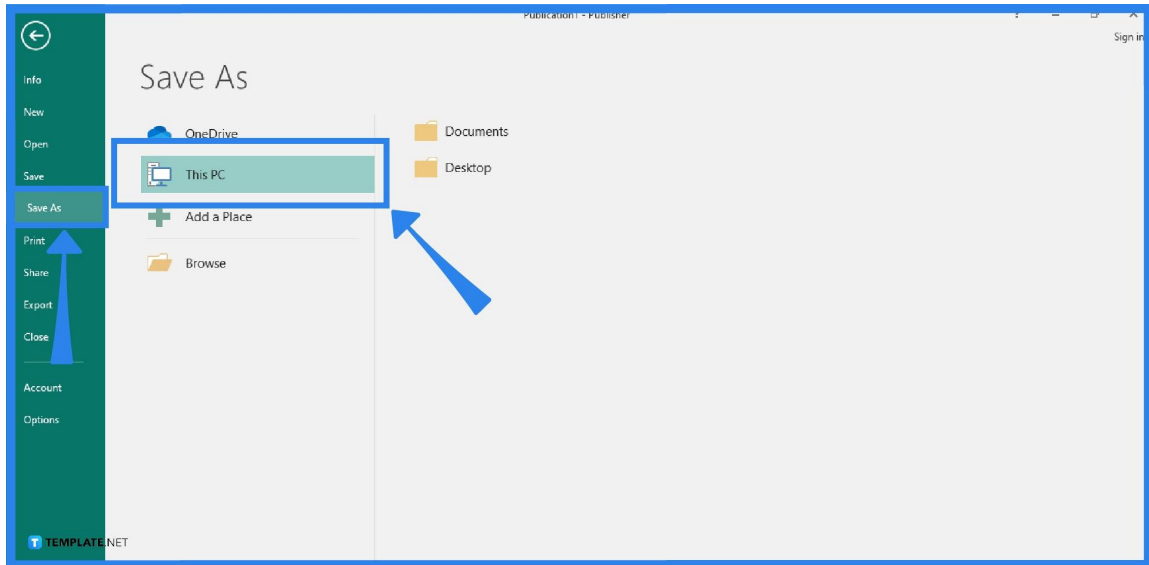 Publication1 - Publisher
?
Sign in
Info
New
Open
Save
Save As
Print
Share
Export
Close
Account
Options
Save As
OneDrive
This PC
Add a Place
Browse
Documents
Desktop
T TEMPLATE.NET